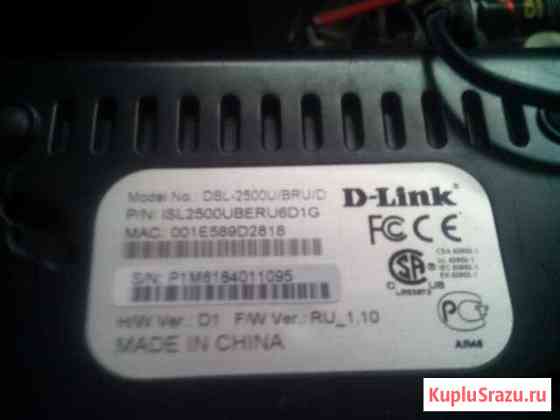 Model No.: DSL-2500U/BRU/D
D-Link
P/N: ISL2500UBERU6D1G
MAC: 001E589D2818
FC CE
S/N: P1M6184011095
H/W Ver.: D1 F/W Ver.: RU_1.10
MADE IN CHINA
KupluSrazu.ru